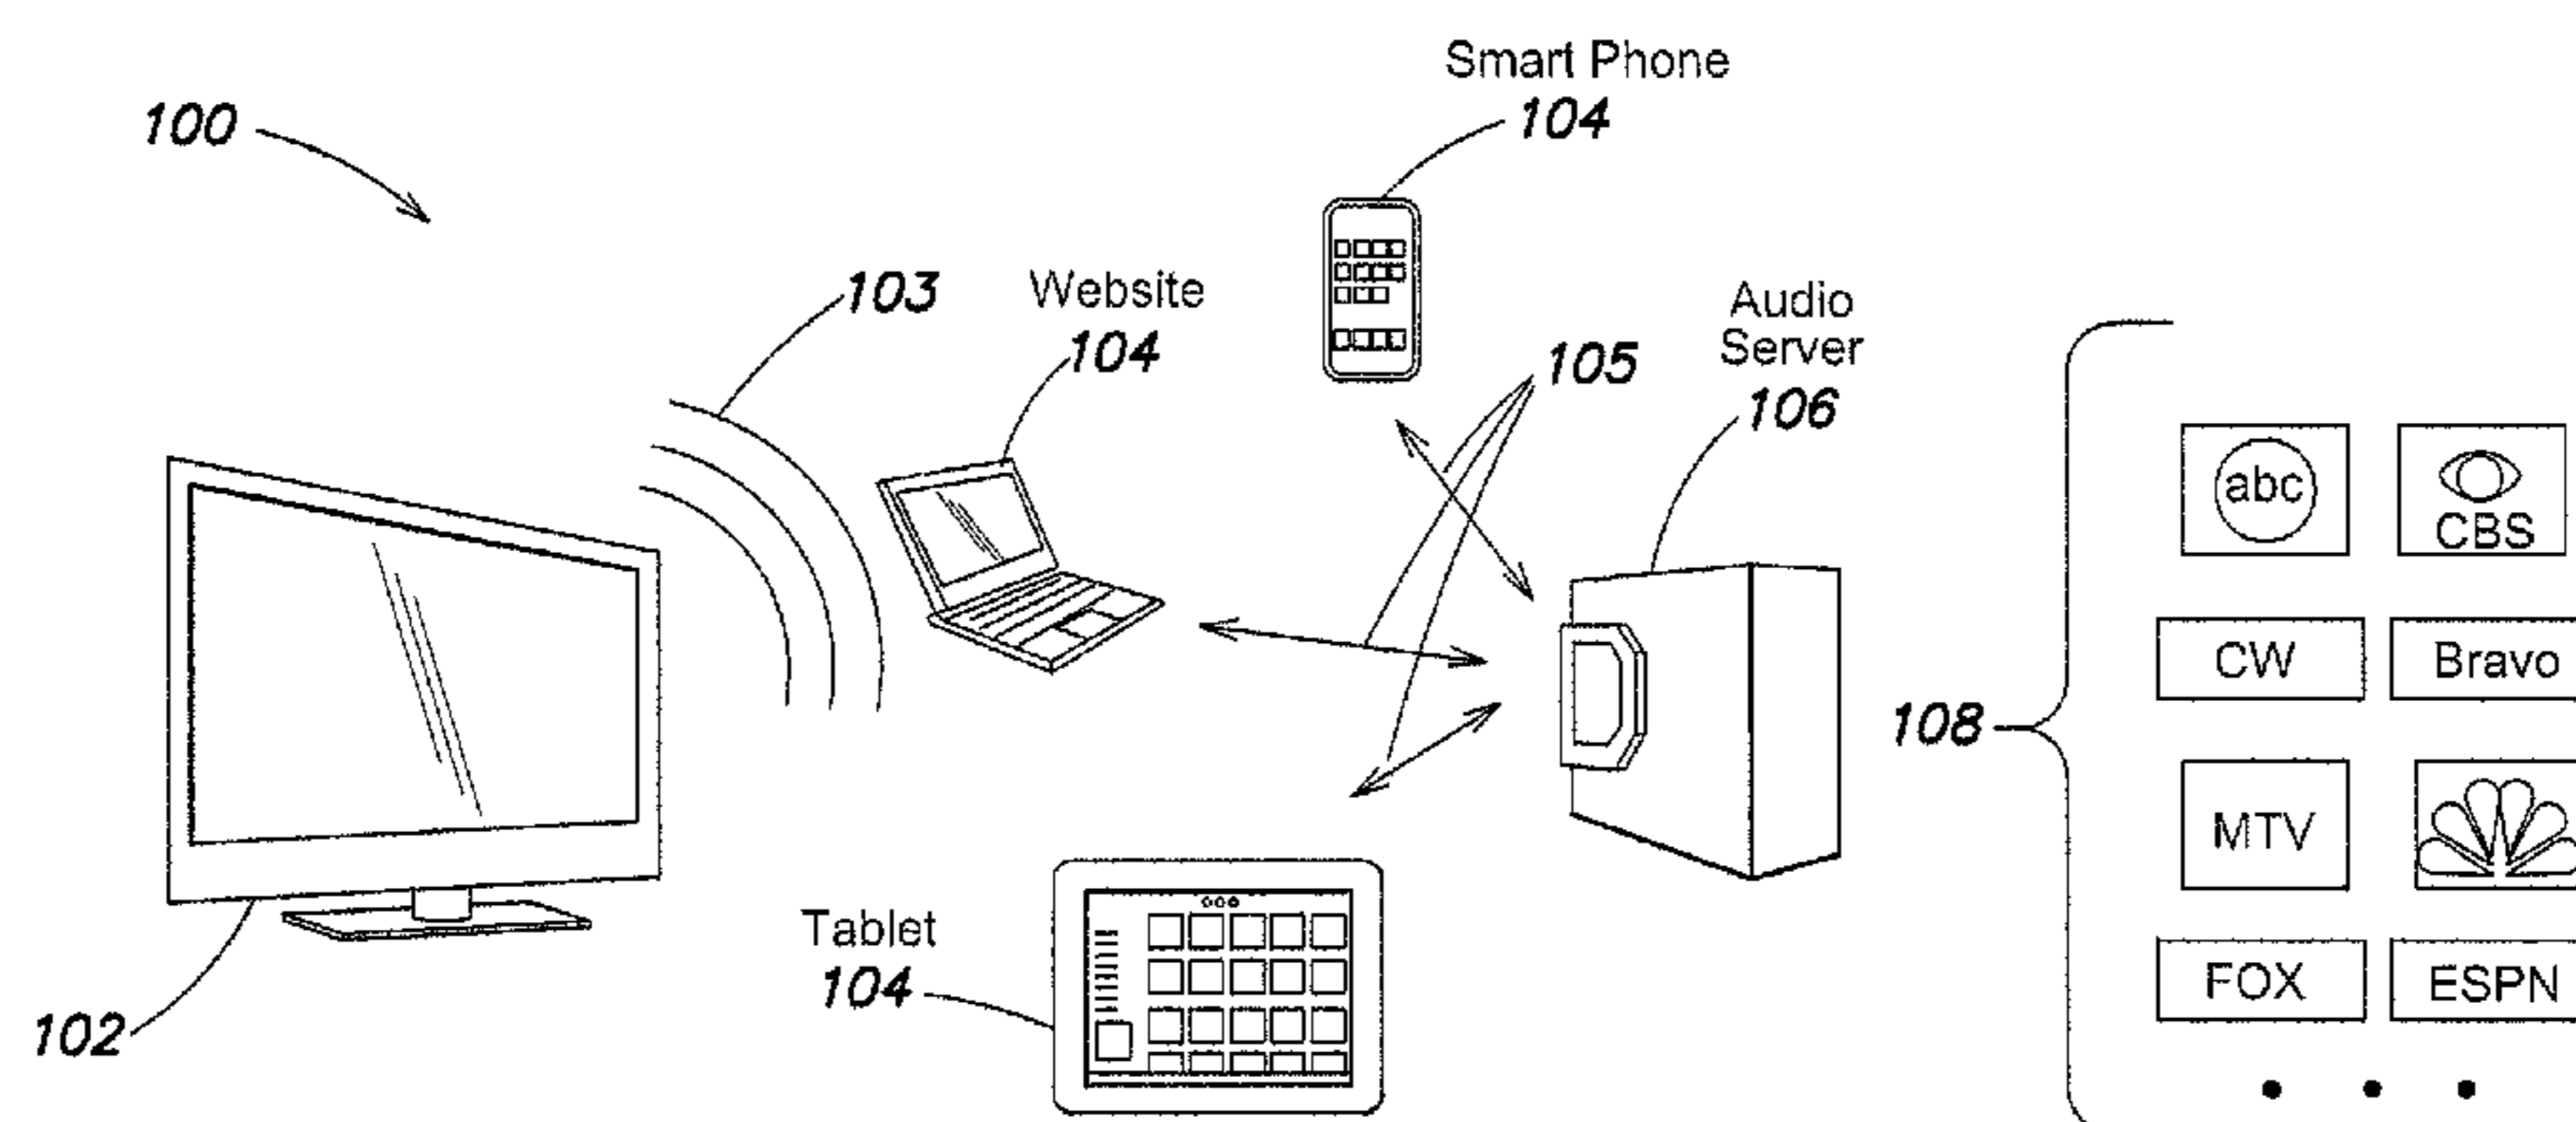 Smart Phone
104
100
103
Website
104
Audio
Server
106
105
abc
CBS
CW
Bravo
108
MTV
Tablet
104
FOX
ESPN
102